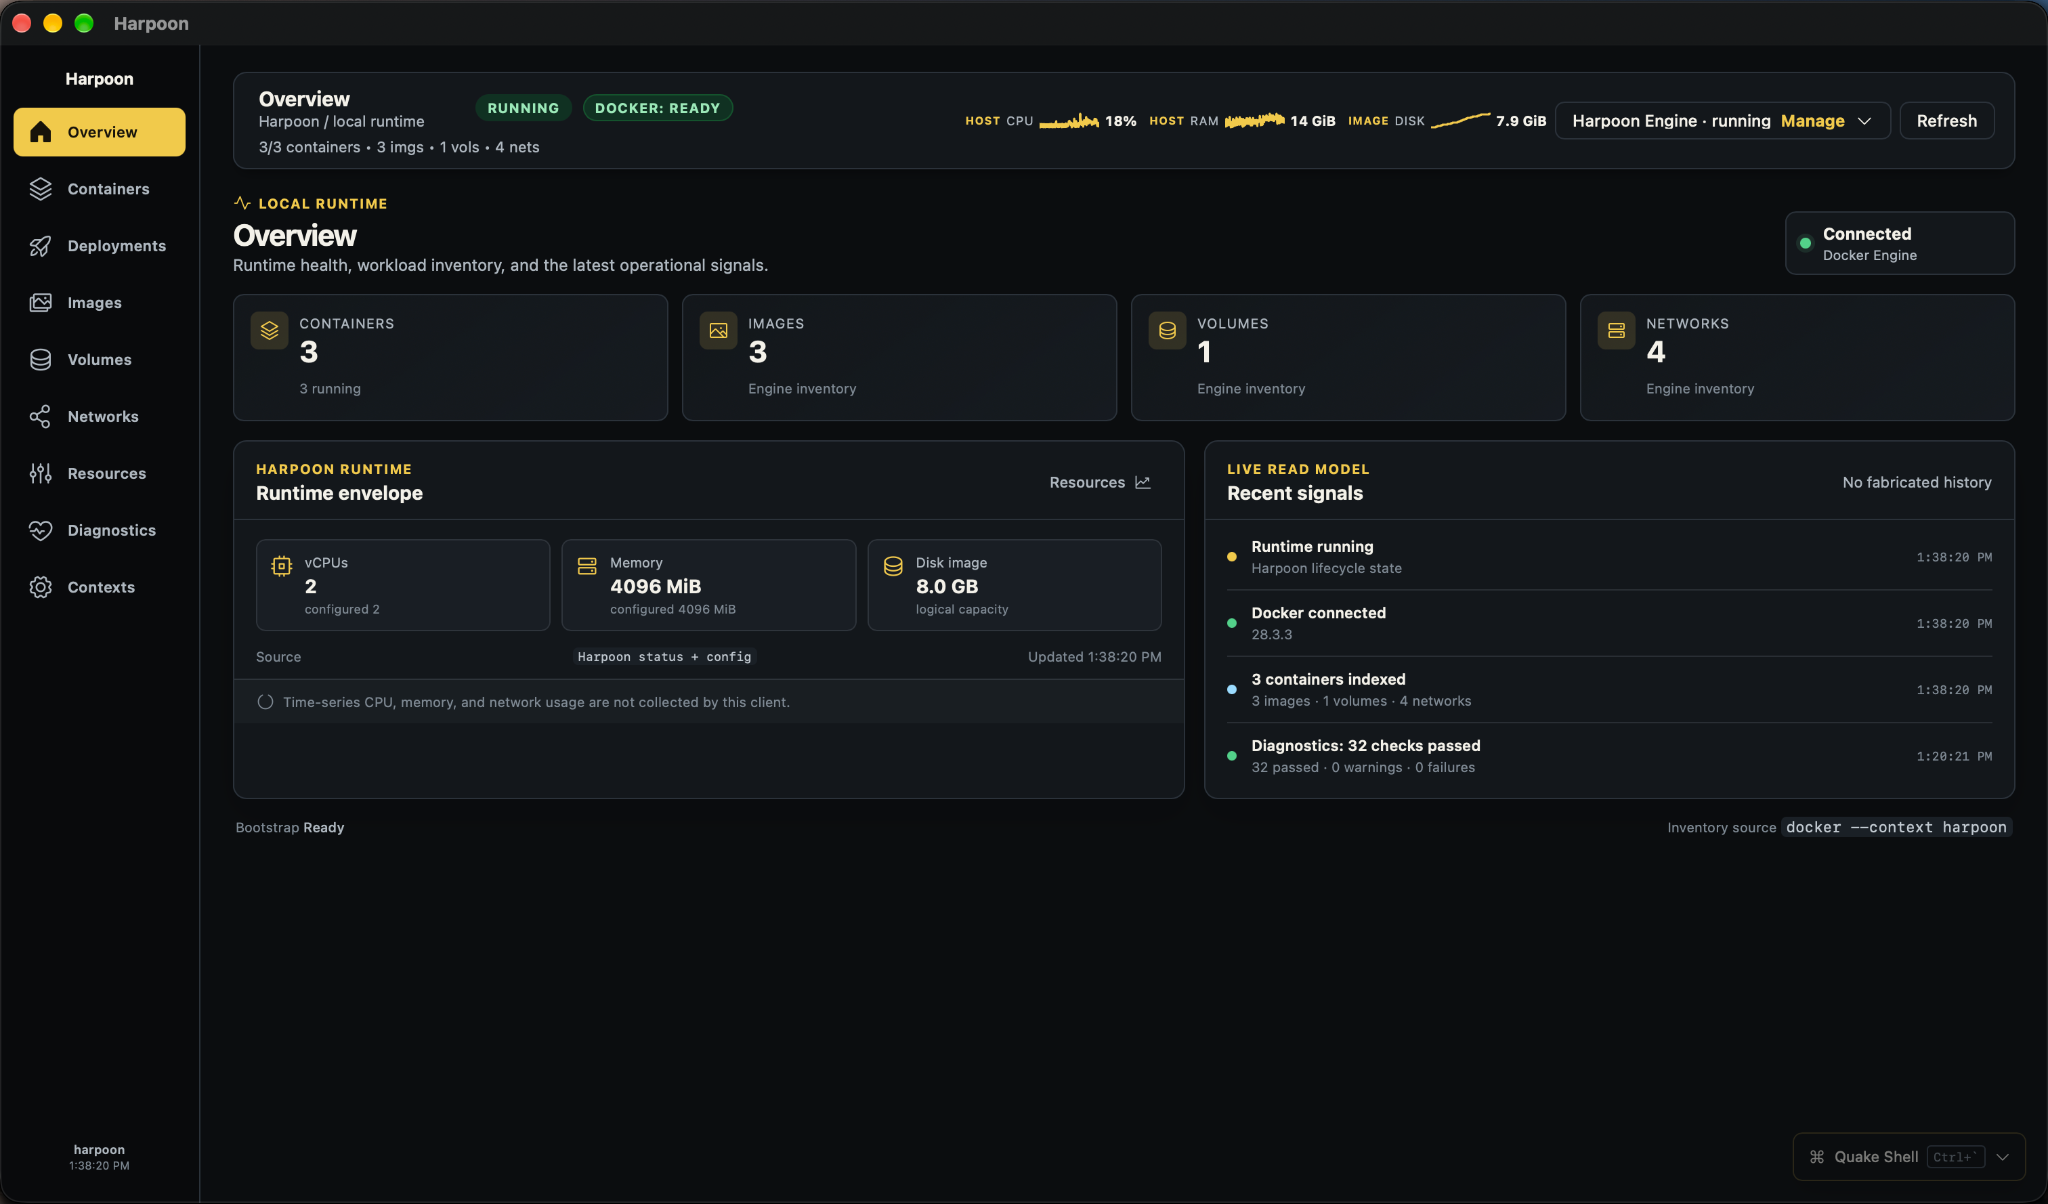 Harpoon
Harpoon
Overview
Containers
Deployments
Images
Volumes
Networks
Resources
Diagnostics
Contexts
harpoon
1:38:20 PM
Overview
Harpoon / local runtime
3/3 containers • 3 imgs • 1 vols • 4 nets
RUNNING
DOCKER: READY
HOST CPU 18%
HOST RAM 14 GiB
IMAGE DISK 7.9 GiB
Harpoon Engine · running Manage
Refresh
LOCAL RUNTIME
Overview
Runtime health, workload inventory, and the latest operational signals.
Connected
Docker Engine
CONTAINERS
3
3 running
IMAGES
3
Engine inventory
VOLUMES
1
Engine inventory
NETWORKS
4
Engine inventory
HARPOON RUNTIME
Runtime envelope
Resources
vCPUs
2
configured 2
Memory
4096 MiB
configured 4096 MiB
Disk image
8.0 GB
logical capacity
Source
Harpoon status + config
Updated 1:38:20 PM
Time-series CPU, memory, and network usage are not collected by this client.
LIVE READ MODEL
Recent signals
No fabricated history
Runtime running
Harpoon lifecycle state
1:38:20 PM
Docker connected
28.3.3
1:38:20 PM
3 containers indexed
3 images · 1 volumes · 4 networks
1:38:20 PM
Diagnostics: 32 checks passed
32 passed · 0 warnings · 0 failures
1:20:21 PM
Bootstrap Ready
Inventory source docker --context harpoon
⌘ Quake Shell Ctrl+`